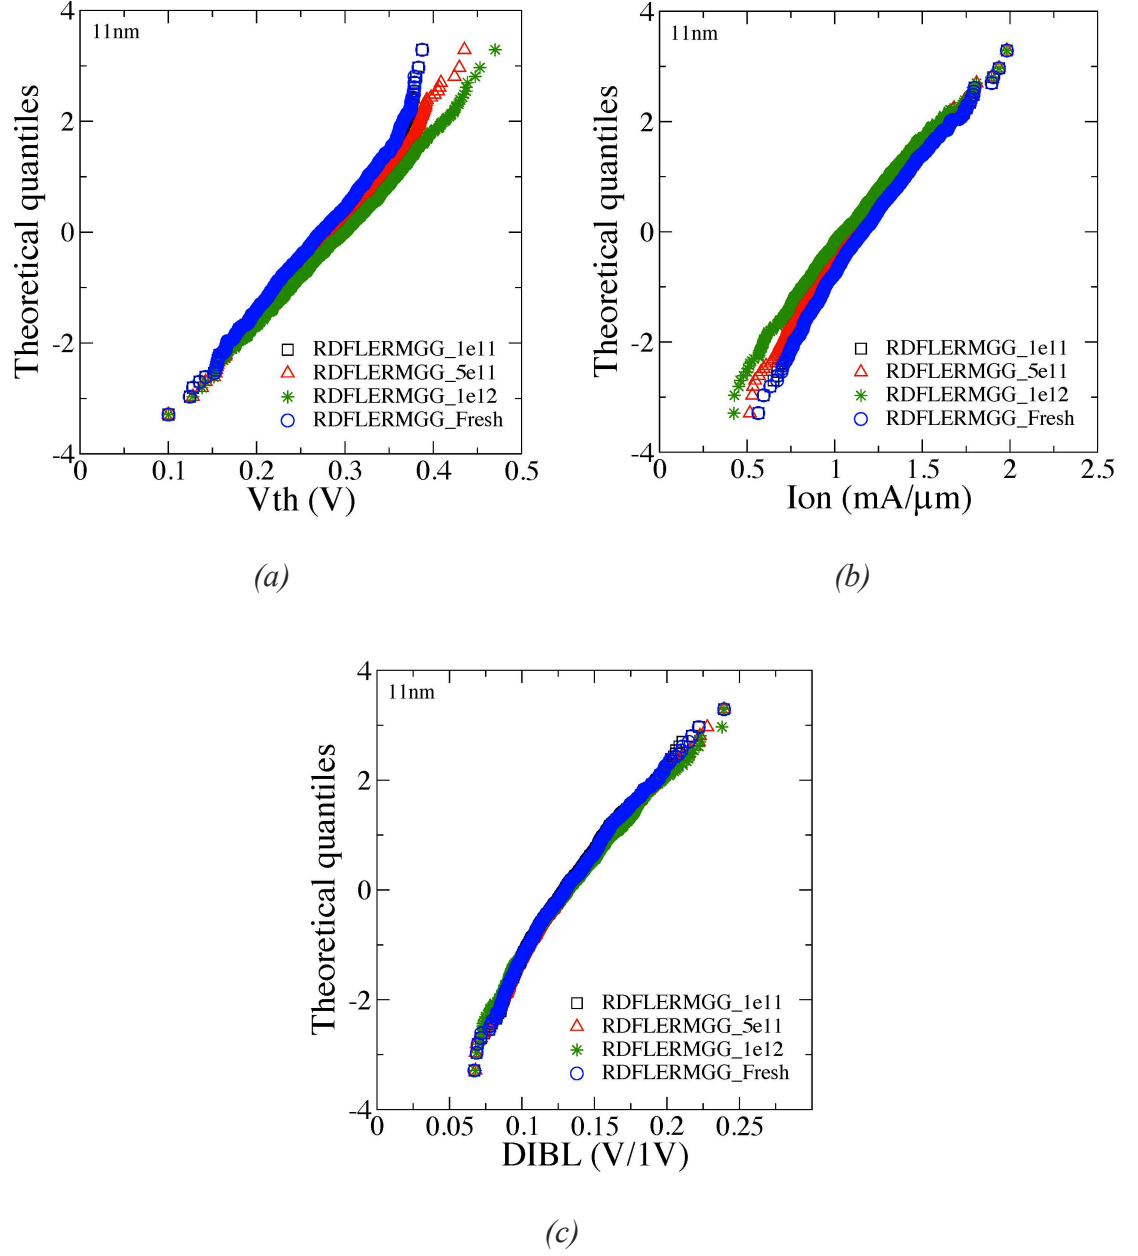 4
11nm
2
0
-2
-4
Theoretical quantiles
RDFLERMGG_1e11
RDFLERMGG_5e11
RDFLERMGG_1e12
RDFLERMGG_Fresh
0 0.1 0.2 0.3 0.4 0.5
Vth (V)
(a)
4
11nm
2
0
-2
-4
Theoretical quantiles
RDFLERMGG_1e11
RDFLERMGG_5e11
RDFLERMGG_1e12
RDFLERMGG_Fresh
0 0.5 1 1.5 2 2.5
Ion (mA/μm)
(b)
4
11nm
2
0
-2
-4
Theoretical quantiles
RDFLERMGG_1e11
RDFLERMGG_5e11
RDFLERMGG_1e12
RDFLERMGG_Fresh
0 0.05 0.1 0.15 0.2 0.25
DIBL (V/1V)
(c)